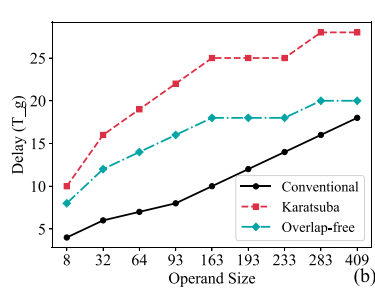 25
20
15
10
5
Delay (T_g)
Conventional
Karatsuba
Overlap-free
8 32 64 93 163 193 233 283 409
Operand Size
(b)